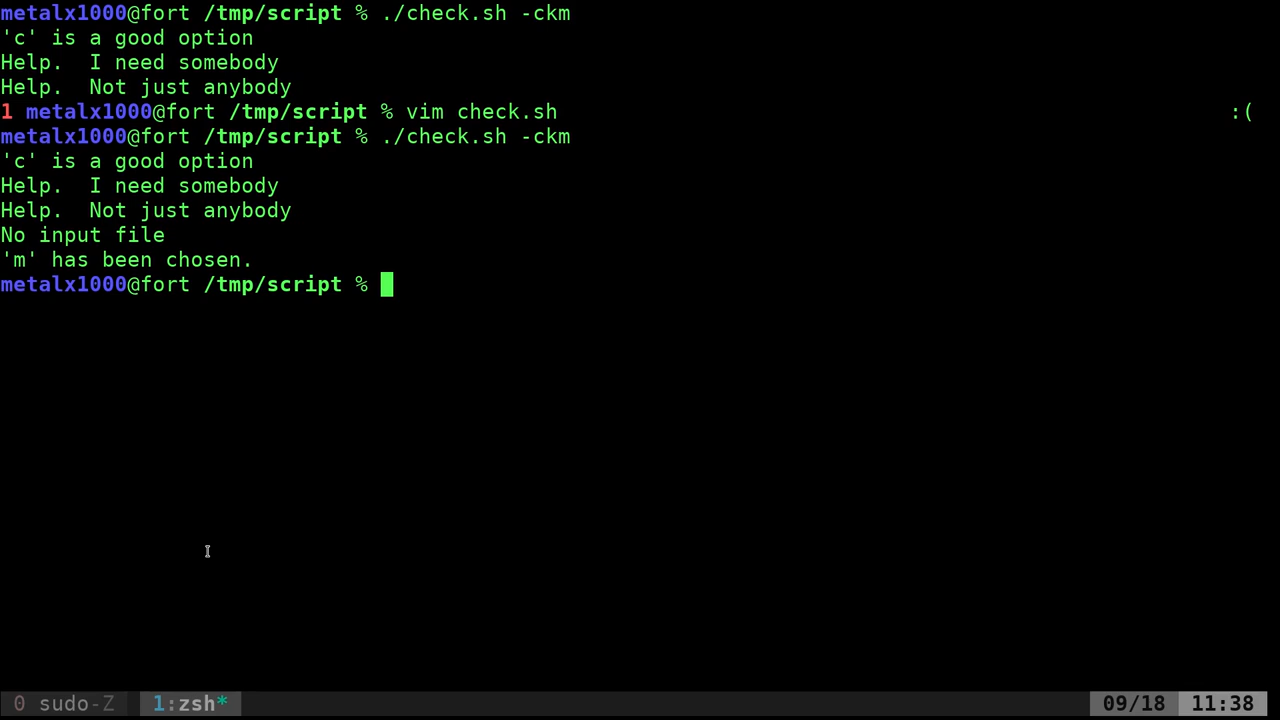 metalx1000@fort /tmp/script % ./check.sh -ckm
'c' is a good option
Help.  I need somebody
Help.  Not just anybody
1 metalx1000@fort /tmp/script % vim check.sh :(
metalx1000@fort /tmp/script % ./check.sh -ckm
'c' is a good option
Help.  I need somebody
Help.  Not just anybody
No input file
'm' has been chosen.
metalx1000@fort /tmp/script %
0 sudo-Z 1:zsh* 09/18 11:38